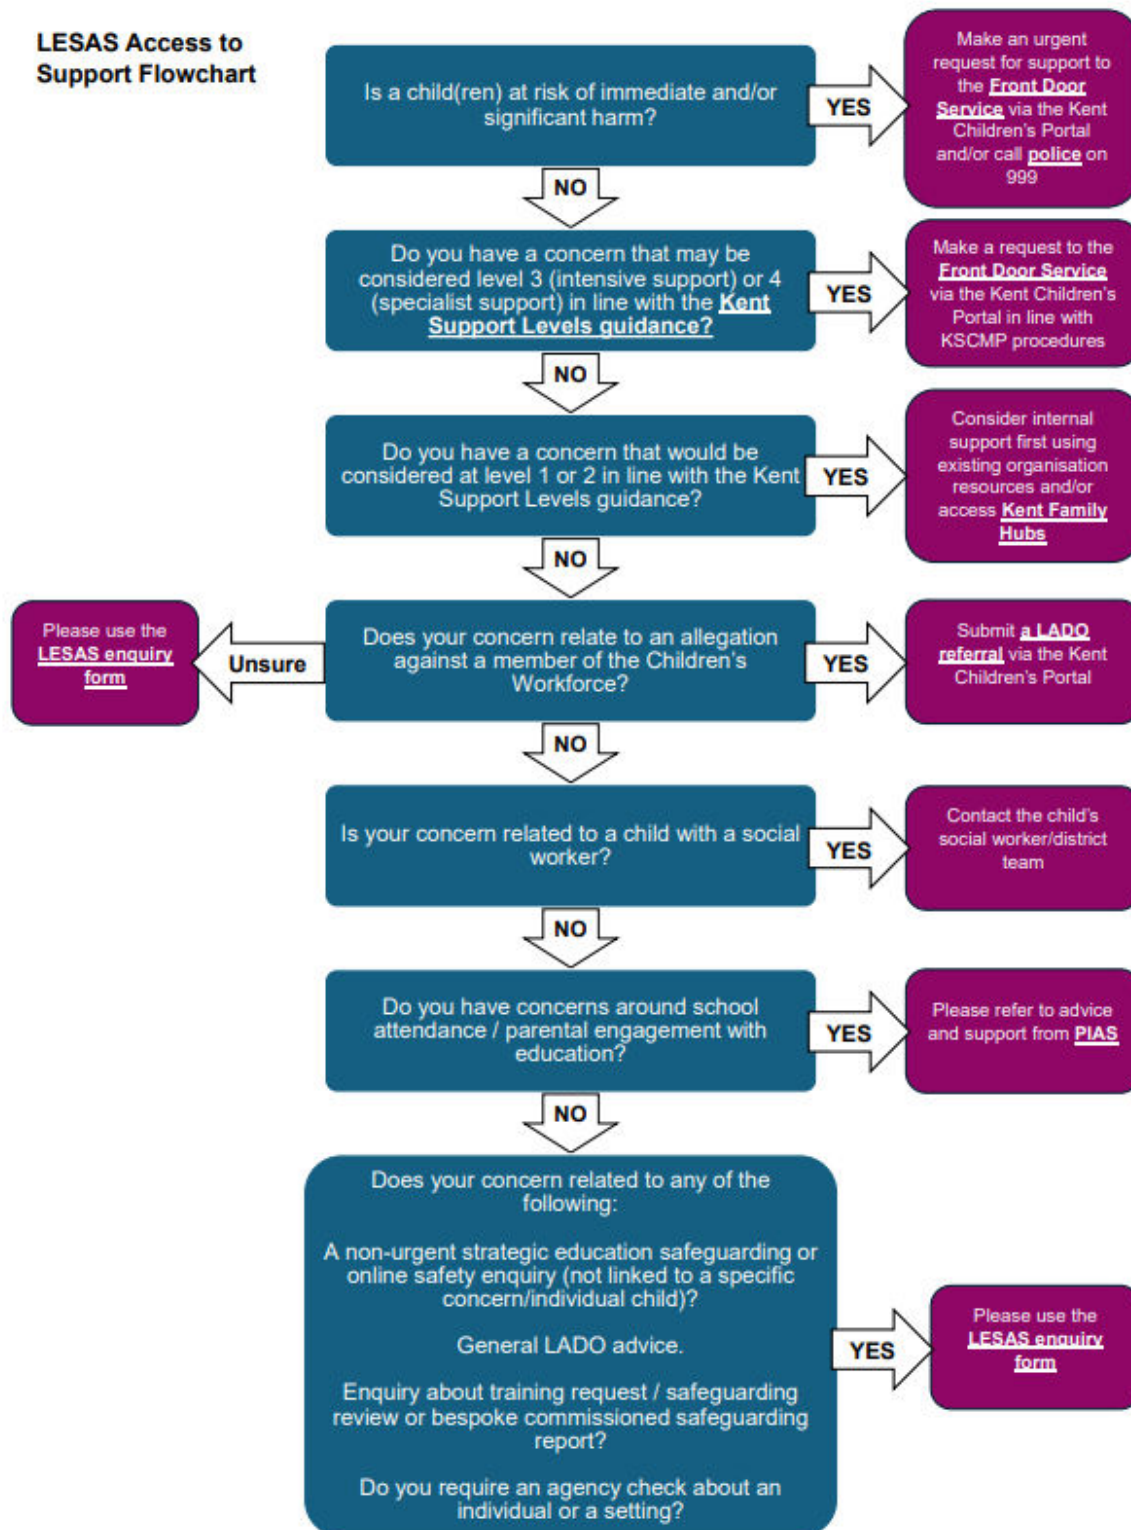 LESAS Access to
Support Flowchart
Is a child(ren) at risk of immediate and/or
significant harm?
YES
Make an urgent
request for support to
the Front Door
Service via the Kent
Children's Portal
and/or call police on
999
NO
Do you have a concern that may be
considered level 3 (intensive support) or 4
(specialist support) in line with the Kent
Support Levels guidance?
YES
Make a request to the
Front Door Service
via the Kent Children's
Portal in line with
KSCMP procedures
NO
Do you have a concern that would be
considered at level 1 or 2 in line with the Kent
Support Levels guidance?
YES
Consider internal
support first using
existing organisation
resources and/or
access Kent Family
Hubs
NO
Please use the
LESAS enquiry
form
Unsure
Does your concern relate to an allegation
against a member of the Children's
Workforce?
YES
Submit a LADO
referral via the Kent
Children's Portal
NO
Is your concern related to a child with a social
worker?
YES
Contact the child's
social worker/district
team
NO
Do you have concerns around school
attendance / parental engagement with
education?
YES
Please refer to advice
and support from PIAS
NO
Does your concern related to any of the
following:
A non-urgent strategic education safeguarding or
online safety enquiry (not linked to a specific
concern/individual child)?
General LADO advice.
Enquiry about training request / safeguarding
review or bespoke commissioned safeguarding
report?
Do you require an agency check about an
individual or a setting?
YES
Please use the
LESAS enquiry
form